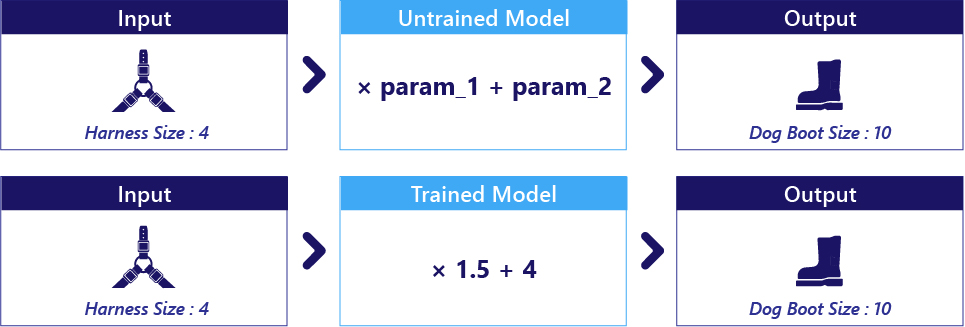 Input
Untrained Model
Output
× param_1 + param_2
Harness Size : 4
Dog Boot Size : 10
Input
Trained Model
Output
× 1.5 + 4
Harness Size : 4
Dog Boot Size : 10